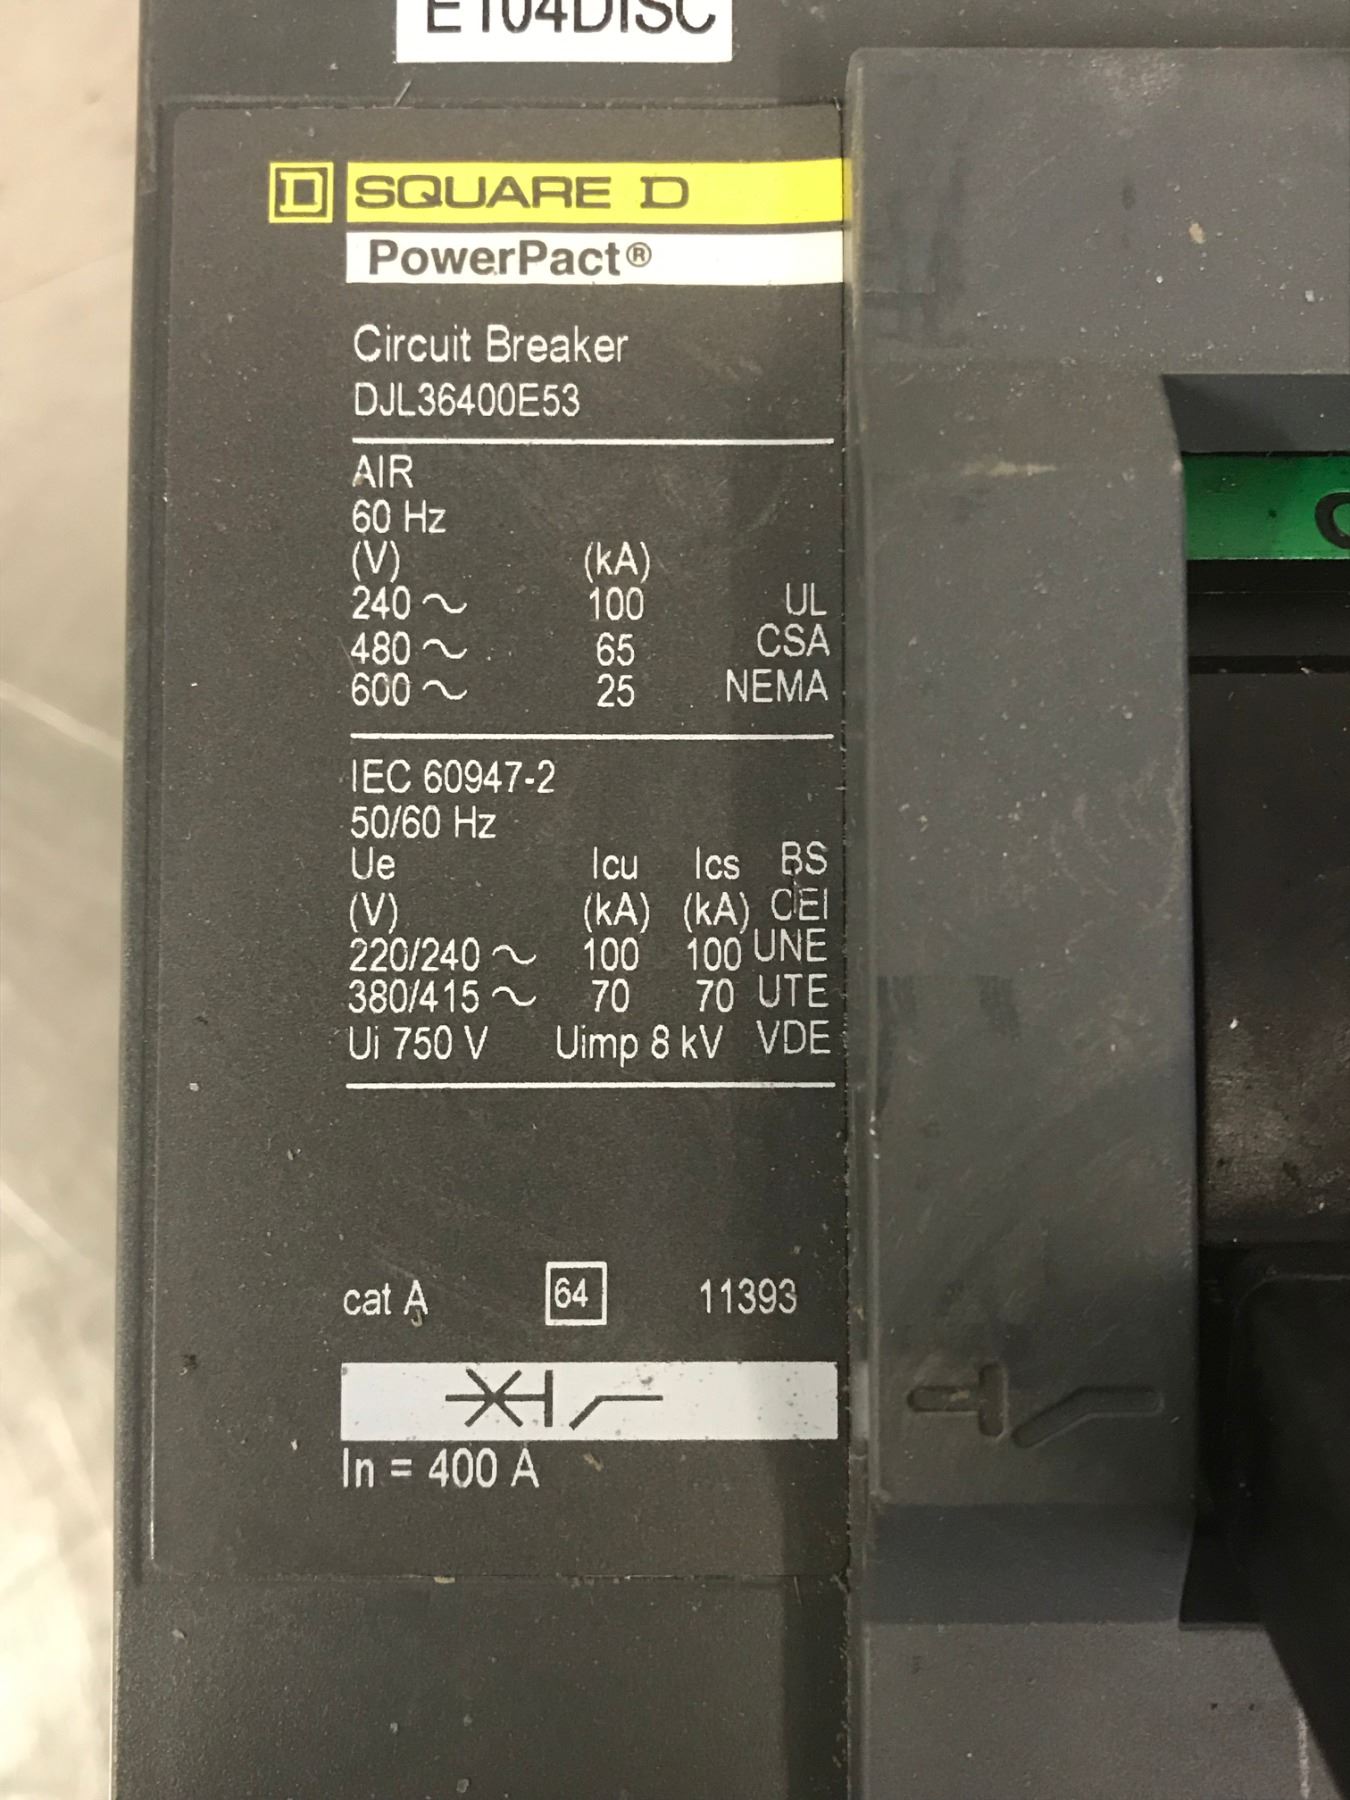 E104DISC
D SQUARE D
PowerPact®
Circuit Breaker
DJL36400E53
AIR
60 Hz
(V) (kA)
240 ~ 100 UL
480 ~ 65 CSA
600 ~ 25 NEMA
IEC 60947-2
50/60 Hz
Ue Icu Ics BS
(V) (kA) (kA) CEI
220/240 ~ 100 100 UNE
380/415 ~ 70 70 UTE
Ui 750 V Uimp 8 kV VDE
cat A 64 11393
In = 400 A